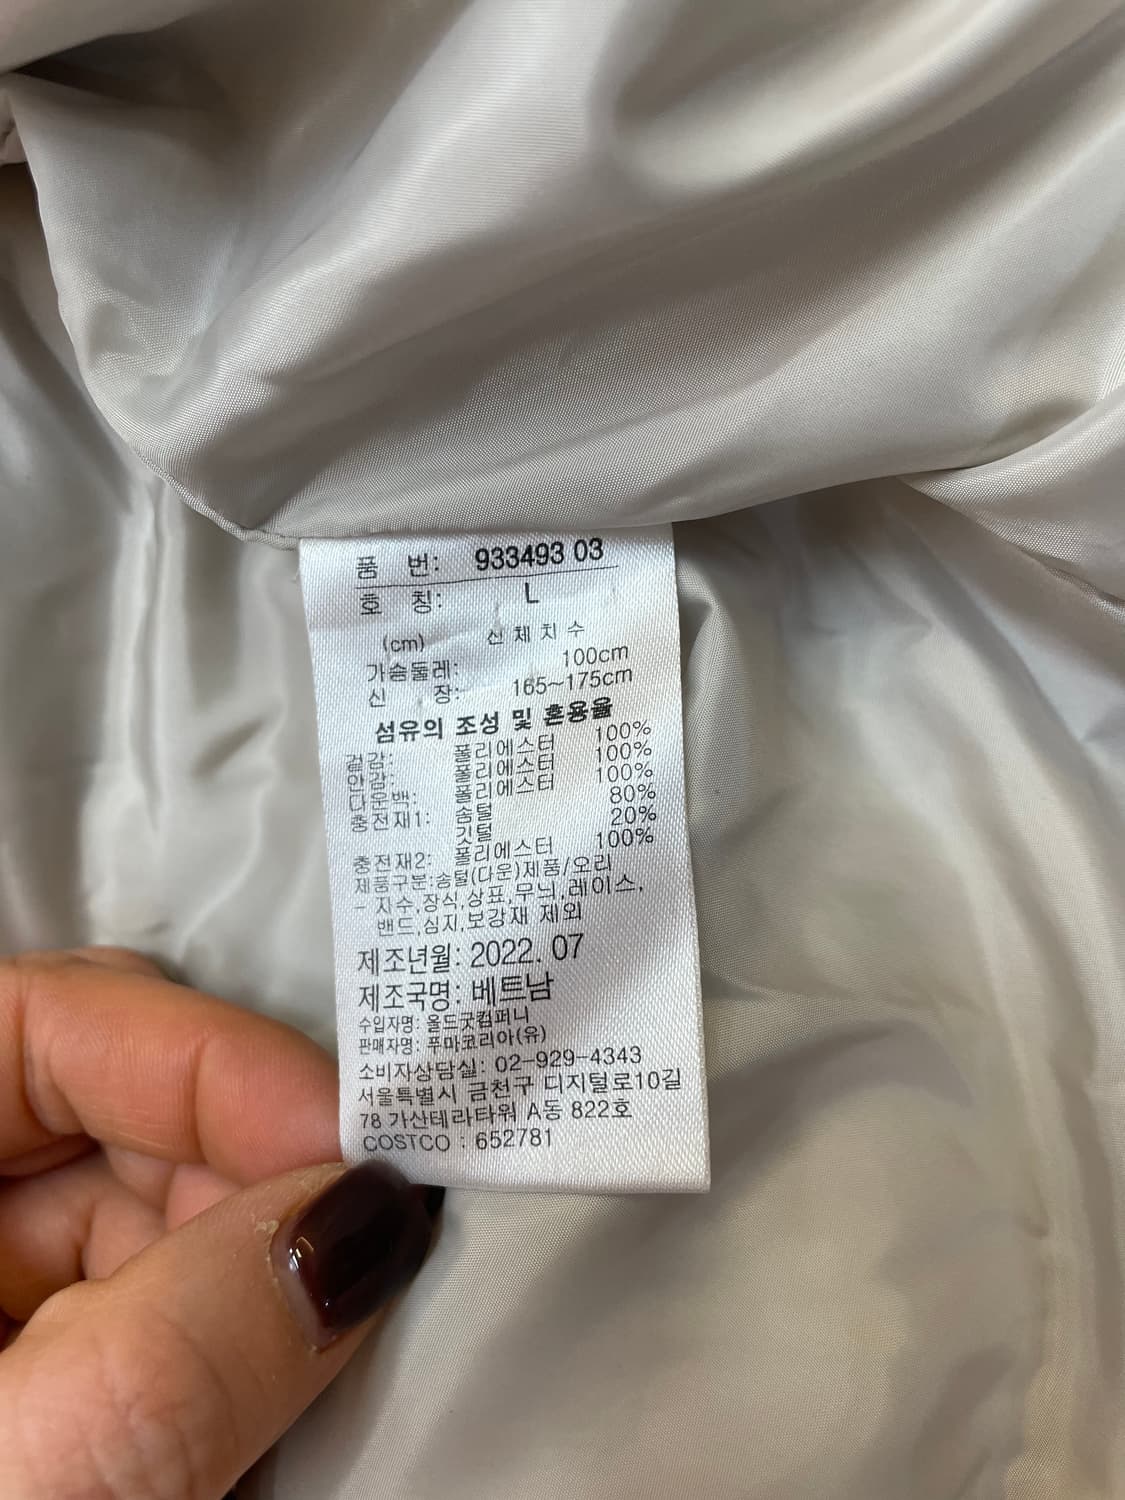 품 번: 933493 03
호 칭: L
(cm) 신체치수
가슴둘레: 100cm
신 장: 165~175cm
섬유의 조성 및 혼용율
겉감: 폴리에스터 100%
안감: 폴리에스터 100%
다운백: 폴리에스터 100%
충전재1: 솜털 80%
깃털 20%
충전재2: 폴리에스터 100%
제품구분:솜털(다운)제품/오리
- 자수,장식,상표,무늬,레이스,
밴드,심지,보강재 제외
제조년월: 2022. 07
제조국명: 베트남
수입자명: 올드굿컴퍼니
판매자명: 푸마코리아(유)
소비자상담실: 02-929-4343
서울특별시 금천구 디지털로10길
78 가산테라타워 A동 822호
COSTCO : 652781